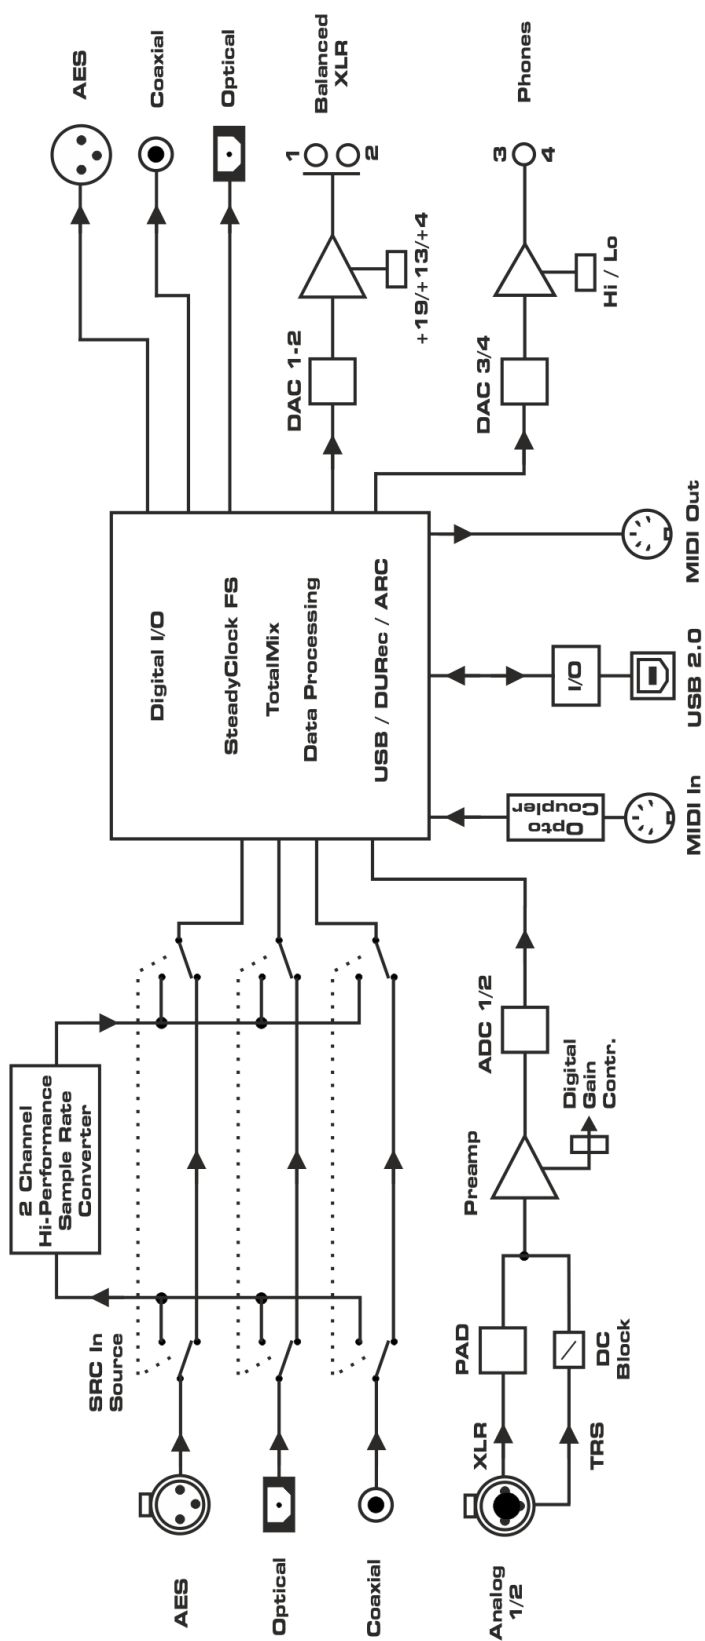 AES
Optical
Coaxial
Analog
1/2
SRC In
Source
2 Channel
Hi-Performance
Sample Rate
Converter
XLR
TRS
PAD
DC
Block
Preamp
Digital
Gain
Contr.
ADC 1/2
Digital I/O
SteadyClock FS
TotalMix
Data Processing
USB / DURec / ARC
Opto
Coupler
MIDI In
I/O
USB 2.0
MIDI Out
DAC 1-2
+19/+13/+4
DAC 3/4
Hi / Lo
AES
Coaxial
Optical
Balanced
XLR
1
2
Phones
3
4